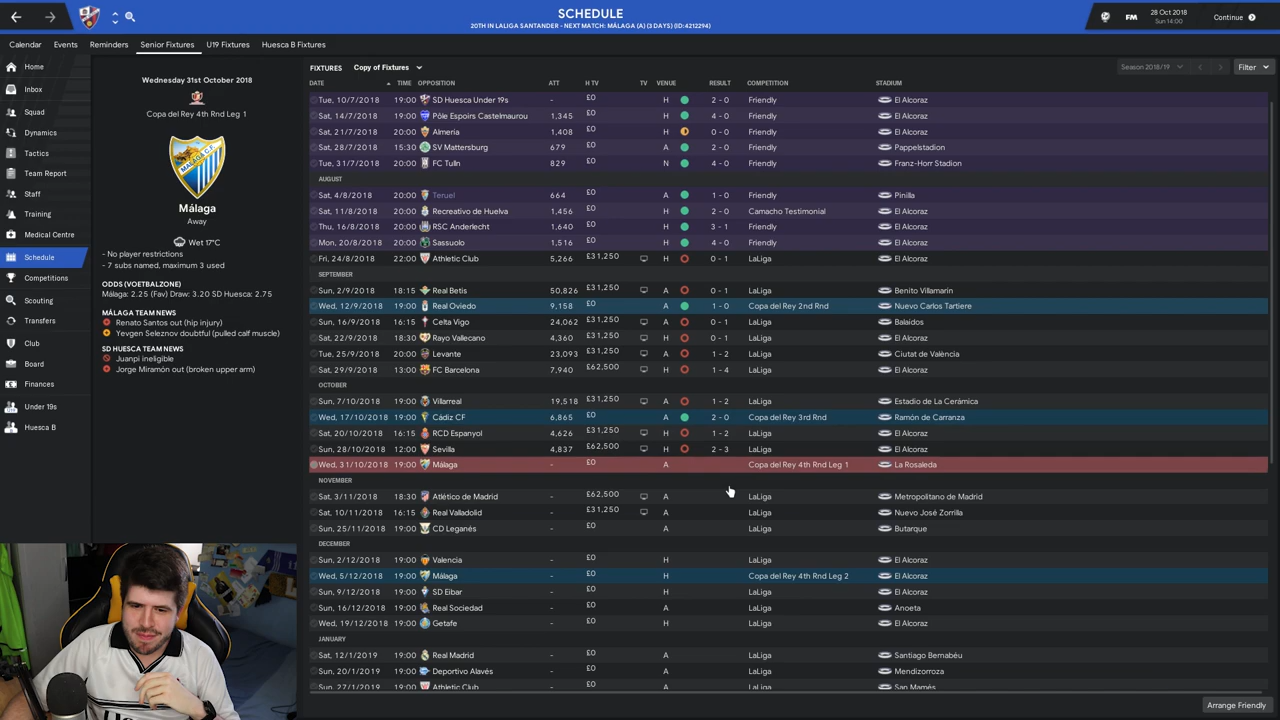 SCHEDULE
20TH IN LALIGA SANTANDER - NEXT MATCH: MÁLAGA (A) (3 DAYS) (ID:4212294)
FM 28 Oct 2018
Sun 14:00
Continue
Calendar Events Reminders Senior Fixtures U19 Fixtures Huesca B Fixtures
Home
Inbox
Squad
Dynamics
Tactics
Team Report
Staff
Training
Medical Centre
Schedule
Competitions
Scouting
Transfers
Club
Board
Finances
Under 19s
Huesca B
Wednesday 31st October 2018
Copa del Rey 4th Rnd Leg 1
Málaga
Away
Wet 17°C
- No player restrictions
- 7 subs named, maximum 3 used
ODDS (VOETBALZONE)
Málaga: 2.25 (Fav) Draw: 3.20 SD Huesca: 2.75
MÁLAGA TEAM NEWS
Renato Santos out (hip injury)
Yevgen Seleznov doubtful (pulled calf muscle)
SD HUESCA TEAM NEWS
Juanpi ineligible
Jorge Miramón out (broken upper arm)
FIXTURES Copy of Fixtures Season 2018/19 Filter
DATE TIME OPPOSITION ATT H TV TV VENUE RESULT COMPETITION STADIUM
Tue, 10/7/2018 19:00 SD Huesca Under 19s - £0 H 2 - 0 Friendly El Alcoraz
Sat, 14/7/2018 19:00 Pôle Espoirs Castelmaurou 1,345 £0 H 4 - 0 Friendly El Alcoraz
Sat, 21/7/2018 20:00 Almería 1,408 £0 H 0 - 0 Friendly El Alcoraz
Sat, 28/7/2018 15:30 SV Mattersburg 679 £0 A 2 - 0 Friendly Pappelstadion
Tue, 31/7/2018 20:00 FC Tulln 829 £0 N 4 - 0 Friendly Franz-Horr Stadion
AUGUST
Sat, 4/8/2018 20:00 Teruel 664 £0 A 1 - 0 Friendly Pinilla
Sat, 11/8/2018 20:00 Recreativo de Huelva 1,456 £0 H 2 - 0 Camacho Testimonial El Alcoraz
Thu, 16/8/2018 20:00 RSC Anderlecht 1,640 £0 H 3 - 1 Friendly El Alcoraz
Mon, 20/8/2018 20:00 Sassuolo 1,516 £0 H 4 - 0 Friendly El Alcoraz
Fri, 24/8/2018 22:00 Athletic Club 5,266 £31,250 H 0 - 1 LaLiga El Alcoraz
SEPTEMBER
Sun, 2/9/2018 18:15 Real Betis 50,826 £31,250 A 0 - 1 LaLiga Benito Villamarín
Wed, 12/9/2018 19:00 Real Oviedo 9,158 £0 A 1 - 0 Copa del Rey 2nd Rnd Nuevo Carlos Tartiere
Sun, 16/9/2018 16:15 Celta Vigo 24,062 £31,250 A 0 - 1 LaLiga Balaídos
Sat, 22/9/2018 18:30 Rayo Vallecano 4,360 £31,250 H 0 - 1 LaLiga El Alcoraz
Tue, 25/9/2018 20:00 Levante 23,093 £31,250 A 1 - 2 LaLiga Ciutat de València
Sat, 29/9/2018 13:00 FC Barcelona 7,940 £62,500 H 1 - 4 LaLiga El Alcoraz
OCTOBER
Sun, 7/10/2018 19:00 Villarreal 19,518 £31,250 A 1 - 2 LaLiga Estadio de La Cerámica
Wed, 17/10/2018 19:00 Cádiz CF 6,865 £0 A 2 - 0 Copa del Rey 3rd Rnd Ramón de Carranza
Sat, 20/10/2018 16:15 RCD Espanyol 4,626 £31,250 H 1 - 2 LaLiga El Alcoraz
Sun, 28/10/2018 12:00 Sevilla 4,837 £62,500 H 2 - 3 LaLiga El Alcoraz
Wed, 31/10/2018 19:00 Málaga - £0 A Copa del Rey 4th Rnd Leg 1 La Rosaleda
NOVEMBER
Sat, 3/11/2018 18:30 Atlético de Madrid - £62,500 A LaLiga Metropolitano de Madrid
Sat, 10/11/2018 16:15 Real Valladolid - £31,250 A LaLiga Nuevo José Zorrilla
Sun, 25/11/2018 19:00 CD Leganés - £0 A LaLiga Butarque
DECEMBER
Sun, 2/12/2018 19:00 Valencia - £0 H LaLiga El Alcoraz
Wed, 5/12/2018 19:00 Málaga - £0 H Copa del Rey 4th Rnd Leg 2 El Alcoraz
Sun, 9/12/2018 19:00 SD Eibar - £0 H LaLiga El Alcoraz
Sun, 16/12/2018 19:00 Real Sociedad - £0 A LaLiga Anoeta
Wed, 19/12/2018 19:00 Getafe - £0 H LaLiga El Alcoraz
JANUARY
Sat, 12/1/2019 19:00 Real Madrid - £0 A LaLiga Santiago Bernabéu
Sun, 20/1/2019 19:00 Deportivo Alavés - £0 A LaLiga Mendizorroza
Sun, 27/1/2019 19:00 Athletic Club - £0 A LaLiga San Mamés
Arrange Friendly